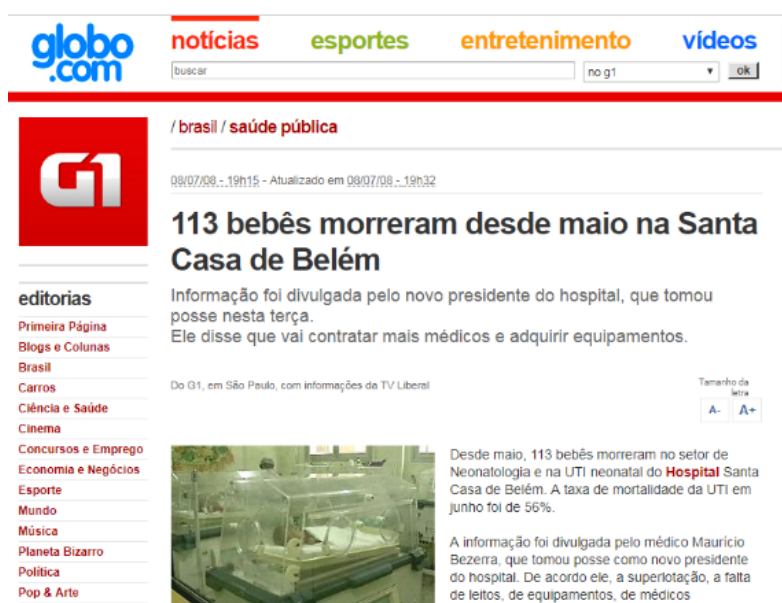 globo
.com
notícias esportes entretenimento vídeos
buscar no g1 ok
/ brasil / saúde pública
G1
08/07/08 - 19h15 - Atualizado em 08/07/08 - 19h32
113 bebês morreram desde maio na Santa
Casa de Belém
Informação foi divulgada pelo novo presidente do hospital, que tomou
posse nesta terça.
Ele disse que vai contratar mais médicos e adquirir equipamentos.
Do G1, em São Paulo, com informações da TV Liberal
Tamanho da
letra
A- A+
editorias
Primeira Página
Blogs e Colunas
Brasil
Carros
Ciência e Saúde
Cinema
Concursos e Emprego
Economia e Negócios
Esporte
Mundo
Música
Planeta Bizarro
Política
Pop & Arte
Desde maio, 113 bebês morreram no setor de
Neonatologia e na UTI neonatal do Hospital Santa
Casa de Belém. A taxa de mortalidade da UTI em
junho foi de 56%.
A informação foi divulgada pelo médico Maurício
Bezerra, que tomou posse como novo presidente
do hospital. De acordo ele, a superlotação, a falta
de leitos, de equipamentos, de médicos